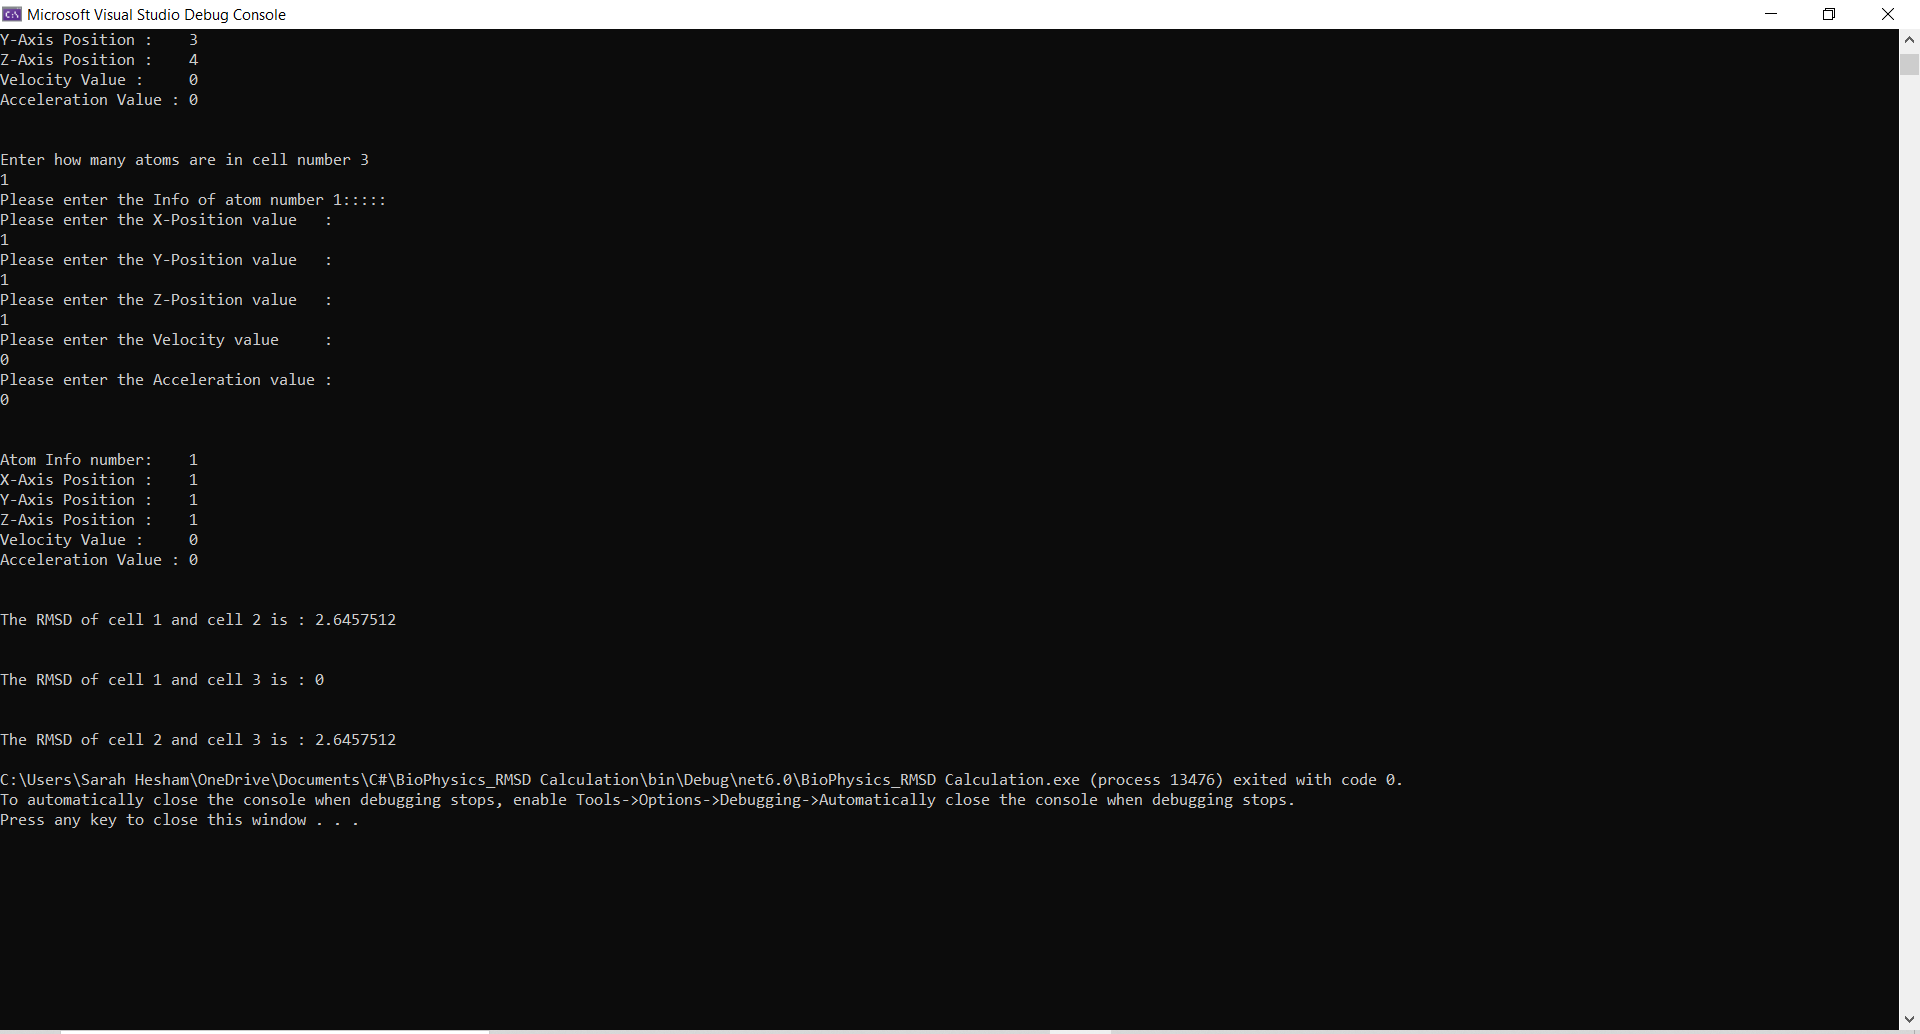 Microsoft Visual Studio Debug Console
Y-Axis Position :    3
Z-Axis Position :    4
Velocity Value :     0
Acceleration Value : 0
Enter how many atoms are in cell number 3
1
Please enter the Info of atom number 1:::::
Please enter the X-Position value   :
1
Please enter the Y-Position value   :
1
Please enter the Z-Position value   :
1
Please enter the Velocity value     :
0
Please enter the Acceleration value :
0
Atom Info number:    1
X-Axis Position :    1
Y-Axis Position :    1
Z-Axis Position :    1
Velocity Value :     0
Acceleration Value : 0
The RMSD of cell 1 and cell 2 is : 2.6457512
The RMSD of cell 1 and cell 3 is : 0
The RMSD of cell 2 and cell 3 is : 2.6457512
C:\Users\Sarah Hesham\OneDrive\Documents\C#\BioPhysics_RMSD Calculation\bin\Debug\net6.0\BioPhysics_RMSD Calculation.exe (process 13476) exited with code 0.
To automatically close the console when debugging stops, enable Tools->Options->Debugging->Automatically close the console when debugging stops.
Press any key to close this window . . .